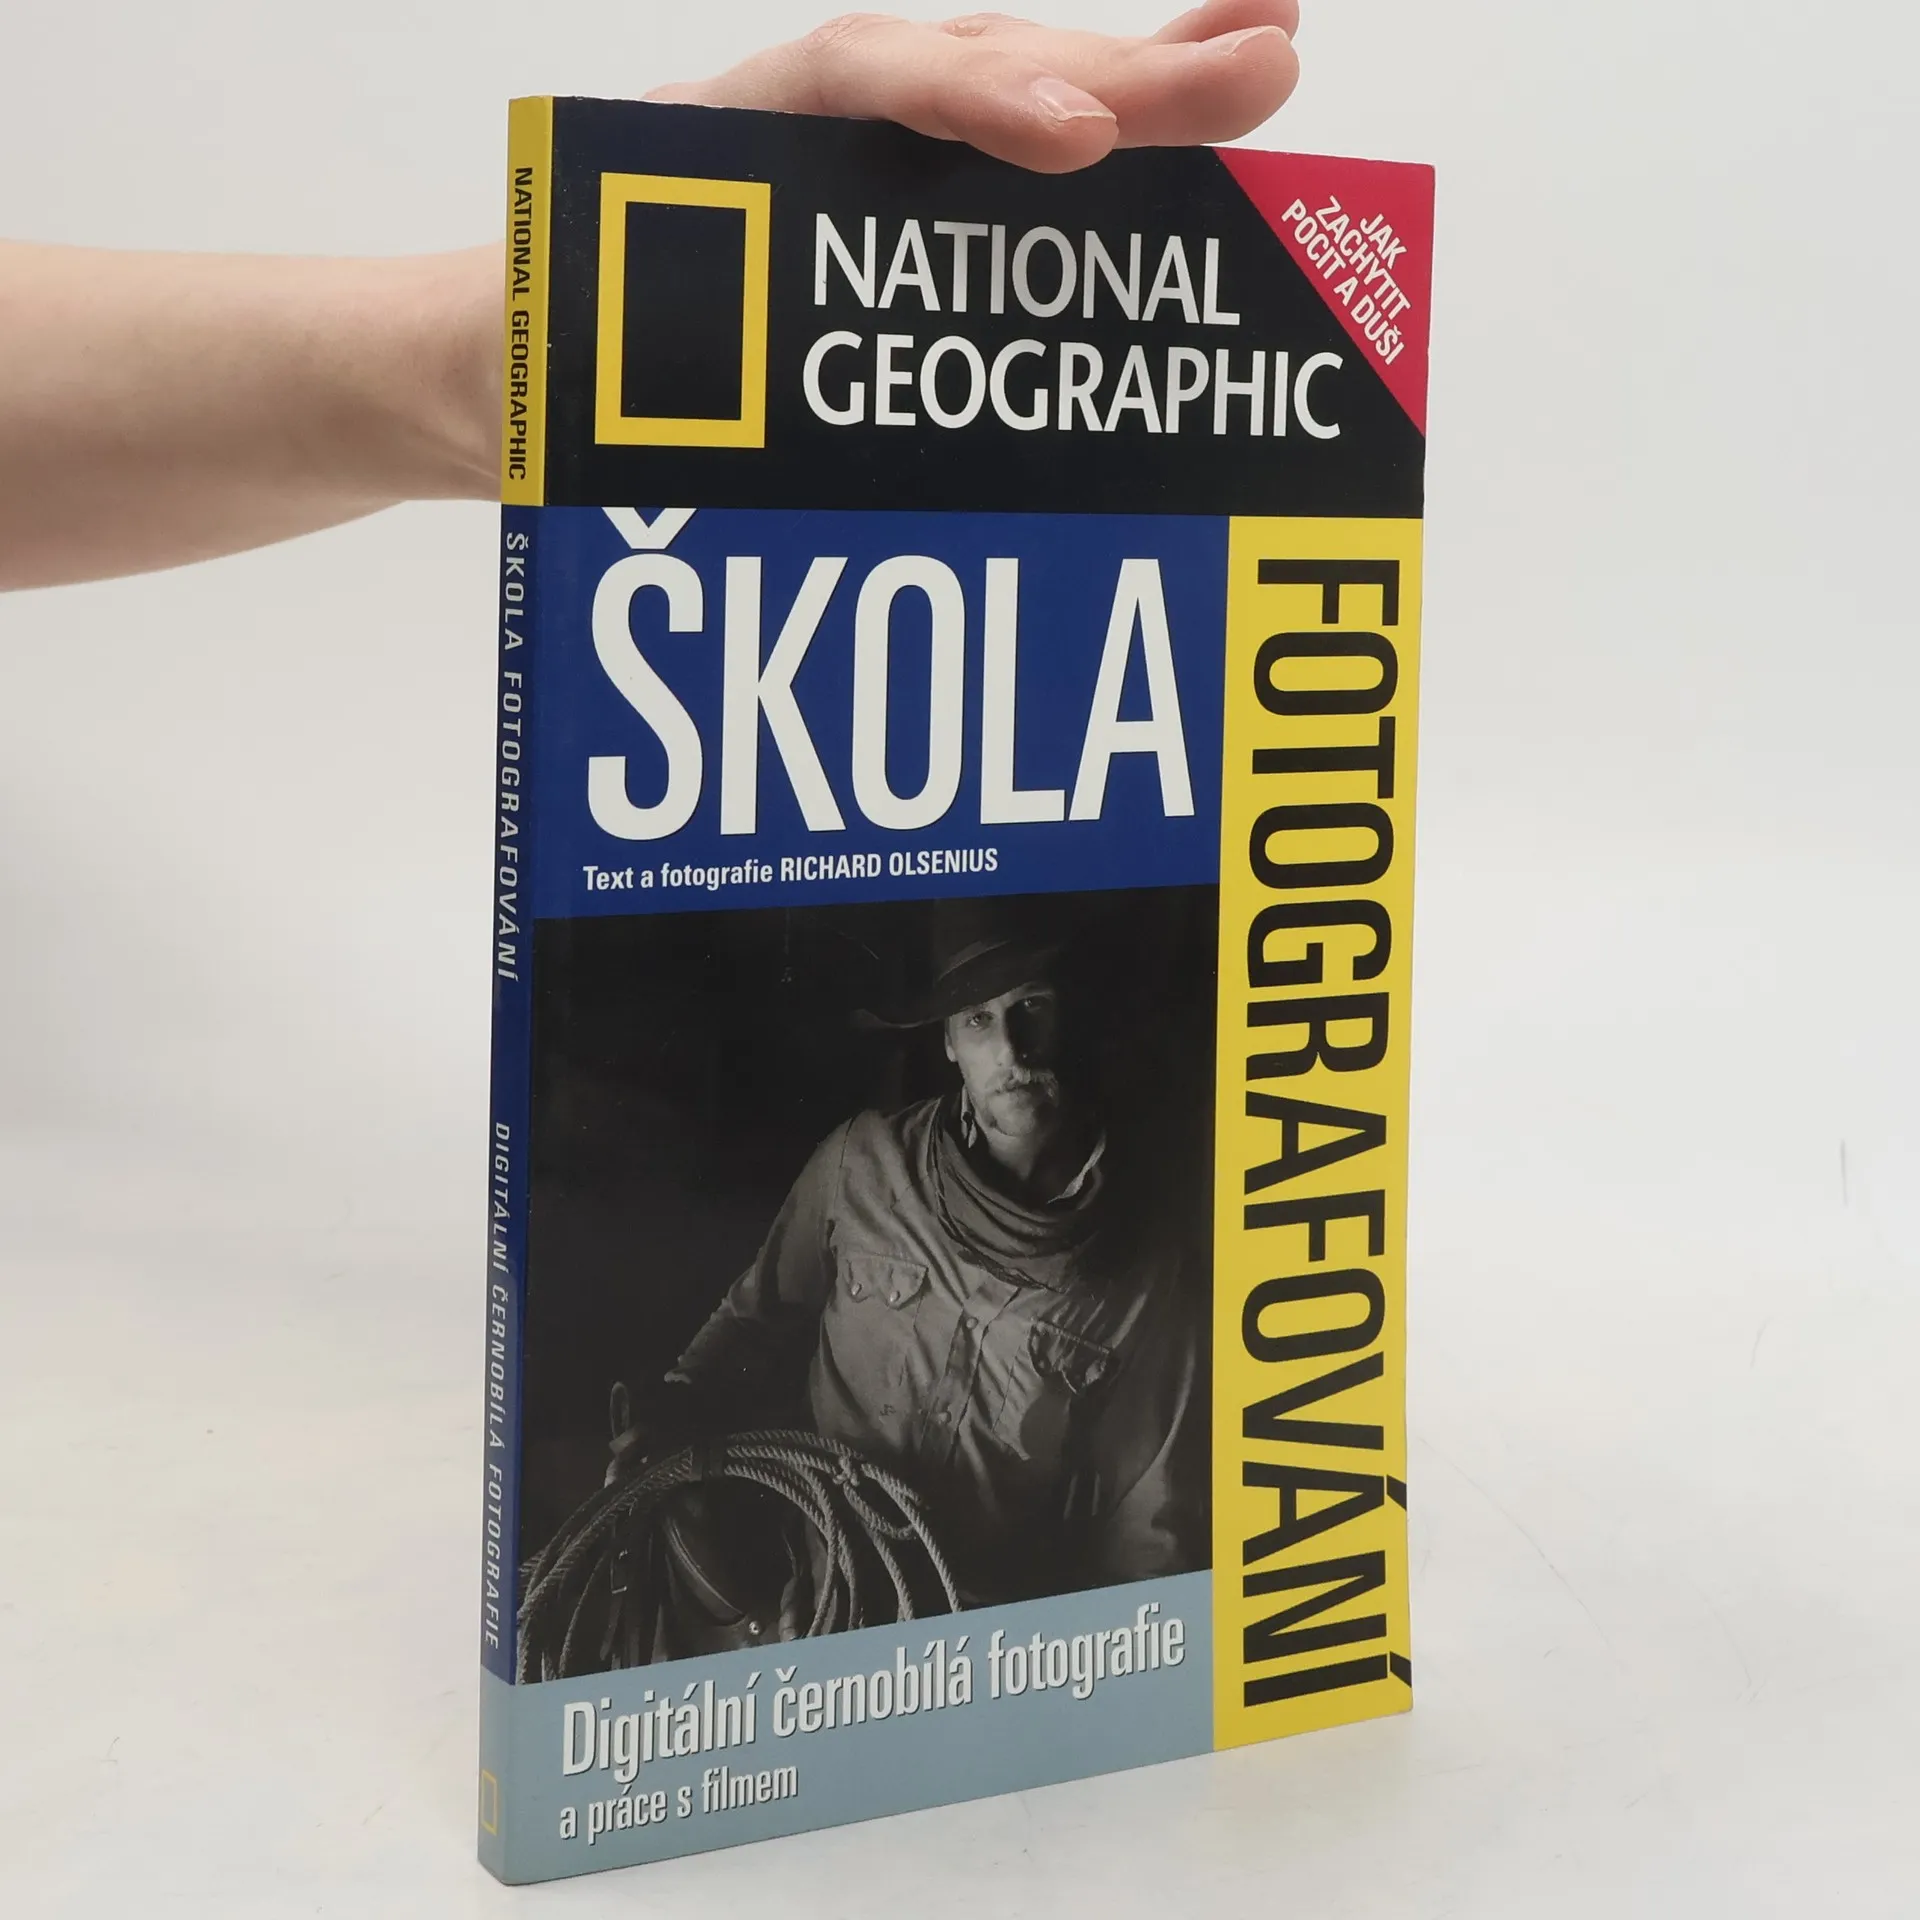 NATIONAL GEOGRAPHIC
ŠKOLA FOTOGRAFOVÁNÍ
DIGITÁLNÍ ČERNOBÍLÁ FOTOGRAFIE
NATIONAL
GEOGRAPHIC
JAK
ZACHYTIT
POCIT A DUŠI
ŠKOLA
FOTOGRAFOVÁNÍ
Text a fotografie RICHARD OLSENIUS
Digitální černobílá fotografie
a práce s filmem